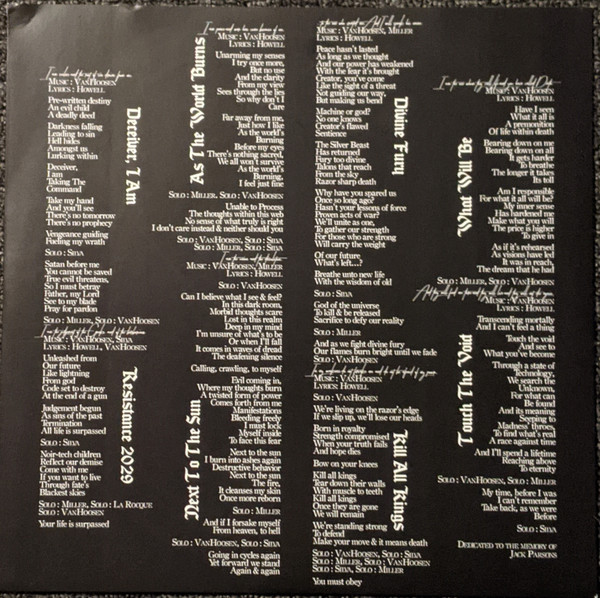 MUSIC : VANHOOSEN
LYRICS : HOWELL
Pre-written destiny
An evil child
A deadly deed
Darkness falling
Leading to sin
Hell hides
Amongst us
Lurking within
Deceiver,
I am
Taking The
Command
Take my hand
And you'll see
There's no tomorrow
There's no prophecy
Vengeance guiding
Fueling my wrath
SOLO : SILVA
Satan before me
You cannot be saved
True evil threatens,
So I must betray
Father, my Lord
See to my blade
Pray for pardon
SOLO : MILLER, SOLO : VANHOOSEN
Deceiver, I Am
MUSIC : VANHOOSEN, SILVA
LYRICS : HOWELL, VANHOOSEN
Unleashed from
Our future
Like lightning
From god
Code set to destroy
At the end of a gun
Judgement begun
As sins of the past
Termination
All life is surpassed
SOLO : SILVA
Noir-tech children
Reflect our demise
Come with me
If you want to live
Through fate's
Blackest skies
SOLO : MILLER, SOLO : LA ROCQUE
SOLO : VANHOOSEN
Your life is surpassed
Resistance 2029
MUSIC : VANHOOSEN
LYRICS : HOWELL
Unarming my senses
I try once more,
But no use
And the clarity
From my view
Sees through the lies
So why don't I
Care
Far away from me,
Just how I like
As the world's
Burning
Before my eyes
There's nothing sacred,
We all won't survive
As the world's
Burning,
I feel just fine
SOLO : MILLER, SOLO : VANHOOSEN
Unable to Process
The thoughts within this web
No sense of what truly is right
I don't care instead & neither should you
SOLO : VANHOOSEN, SOLO : SILVA
SOLO : MILLER, SOLO : SILVA
As The World Burns
MUSIC : VANHOOSEN, MILLER
LYRICS : HOWELL
SOLO : VANHOOSEN
Can I believe what I see & feel?
In this dark room,
Morbid thoughts scare
Lost in this realm
Deep in my mind
I'm unsure of what's to be
Or when I'll fall
It comes in waves of dread
The deafening silence
Calling, crawling, to myself
Evil coming in,
Where my thoughts burn
A twisted form of power
Comes forth from me
Manifestations
Bleeding freely
I must lock
Myself inside
To face this fear
Next to the sun
I burn into ashes again
Destructive behavior
Next to the sun
The fire,
It cleanses my skin
Once more reborn
SOLO : MILLER
And if I forsake myself
From heaven, to hell
SOLO : VANHOOSEN, SOLO : SILVA
Going in cycles again
Yet forward we stand
Again & again
Next To The Sun
MUSIC : VANHOOSEN, MILLER
LYRICS : HOWELL
Peace hasn't lasted
As long as we thought
And our power has weakened
With the fear it's brought
Creator, you've come
Like the sight of a threat
Not guiding our way,
But making us bend
Machine or god?
No one knows
Creator's flawed
Sentience
The Silver Beast
Has returned
Fury too divine
Talons that reach
From the sky
Razor sharp death
Why have you spared us
Once so long ago?
Hasn't your lessons of force
Proven acts of war?
We'll unite as one,
To gather our strength
For those who are strong
Will carry the weight
Of our future
What's left....?
Breathe unto new life
With the wisdom of old
SOLO : SILVA
God of the universe
To kill & be released
Sacrifice to defy our reality
SOLO : MILLER
And as we fight divine fury
Our flames burn bright until we fade
SOLO : VANHOOSEN
Divine Fury
MUSIC : VANHOOSEN
LYRICS : HOWELL
SOLO : VANHOOSEN
We're living on the razor's edge
If we slip up, we'll lose our heads
Born in royalty
Strength compromised
When your truth fails
And hope dies
Bow on your knees
Kill all kings
Tear down their walls
With muscle to teeth
Kill all kings
Once they are gone
We will remain
We're standing strong
To defend
Make your move & it means death
SOLO : VANHOOSEN, SOLO : SILVA
SOLO : MILLER, SOLO : VANHOOSEN
SOLO : SILVA, SOLO : MILLER
You must obey
Kill All Kings
MUSIC : VANHOOSEN
LYRICS : HOWELL
Have I seen
What it all is
A premonition
Of life within death
Bearing down on me
Bearing down on all
It gets harder
To breathe
The longer it takes
Its toll
Am I responsible
For what it all will be?
My inner sense
Has hardened me
Make what you will
The price is higher
To give in
As if it's rehearsed
As visions have led
It was in reach,
The dream that he had
SOLO : MILLER, SOLO : VANHOOSEN
What Will Be
MUSIC : VANHOOSEN
LYRICS : HOWELL
Transcending mortality
And I can't feel a thing
Touch the void
And see to
What you've become
Through a state of
Technology,
We search the
Unknown,
For what can
Be found
And its meaning
Seeping to
Madness' throes,
To find what's real
A race against time
And I'll spend a lifetime
Reaching above
To eternity
SOLO : VANHOOSEN, SOLO : MILLER
My time, before I was
I can't remember
Take back, as we were
Before
SOLO : SILVA
Touch The Void
DEDICATED TO THE MEMORY OF
JACK PARSONS